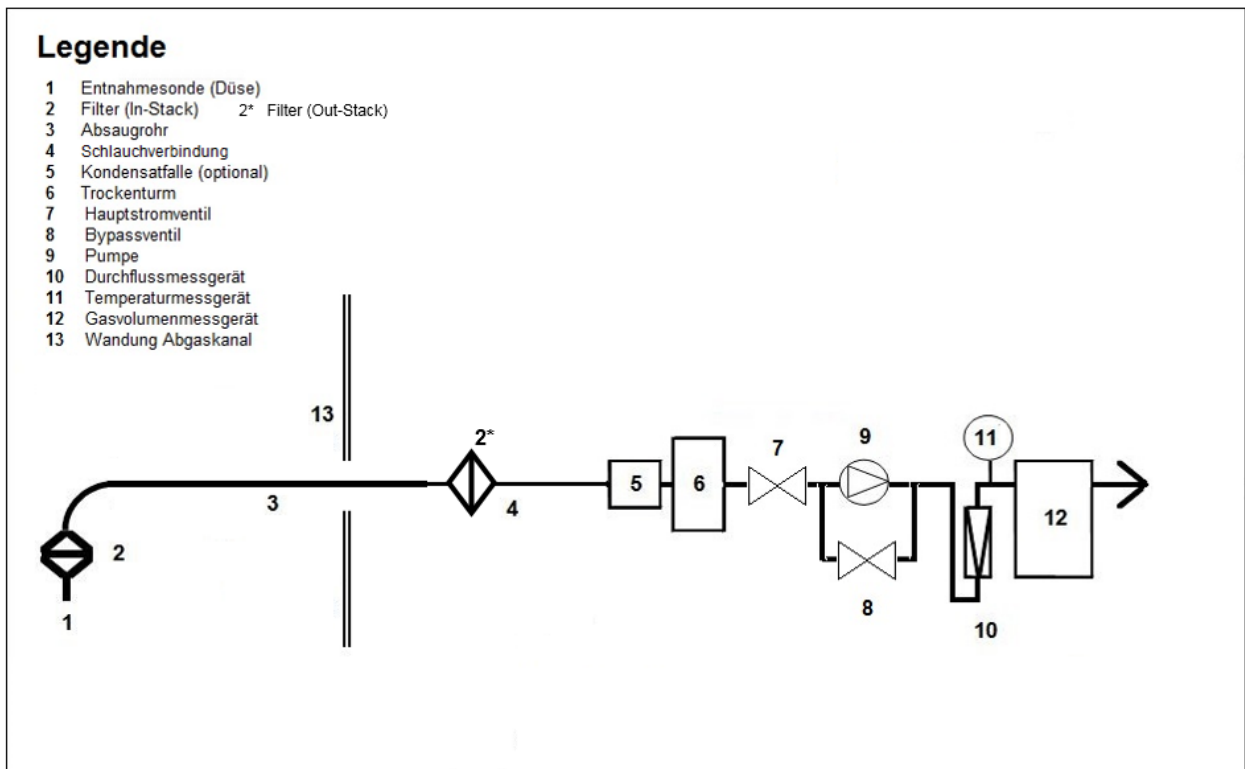 Legende
1 Entnahmesonde (Düse)
2 Filter (In-Stack) 2* Filter (Out-Stack)
3 Absaugrohr
4 Schlauchverbindung
5 Kondensatfalle (optional)
6 Trockenturm
7 Hauptstromventil
8 Bypassventil
9 Pumpe
10 Durchflussmessgerät
11 Temperaturmessgerät
12 Gasvolumenmessgerät
13 Wandung Abgaskanal
13
2*
7
9
11
3
4
5
6
12
2
1
8
10